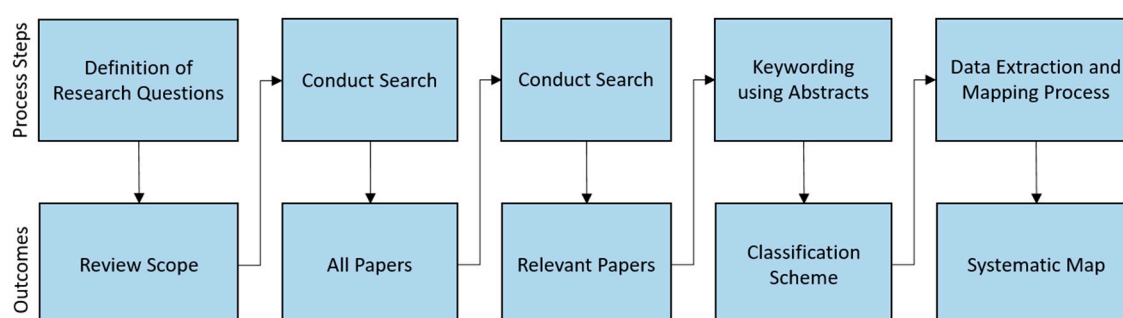 Process Steps
Definition of
Research Questions
Conduct Search
Conduct Search
Keywording
using Abstracts
Data Extraction and
Mapping Process
Outcomes
Review Scope
All Papers
Relevant Papers
Classification
Scheme
Systematic Map